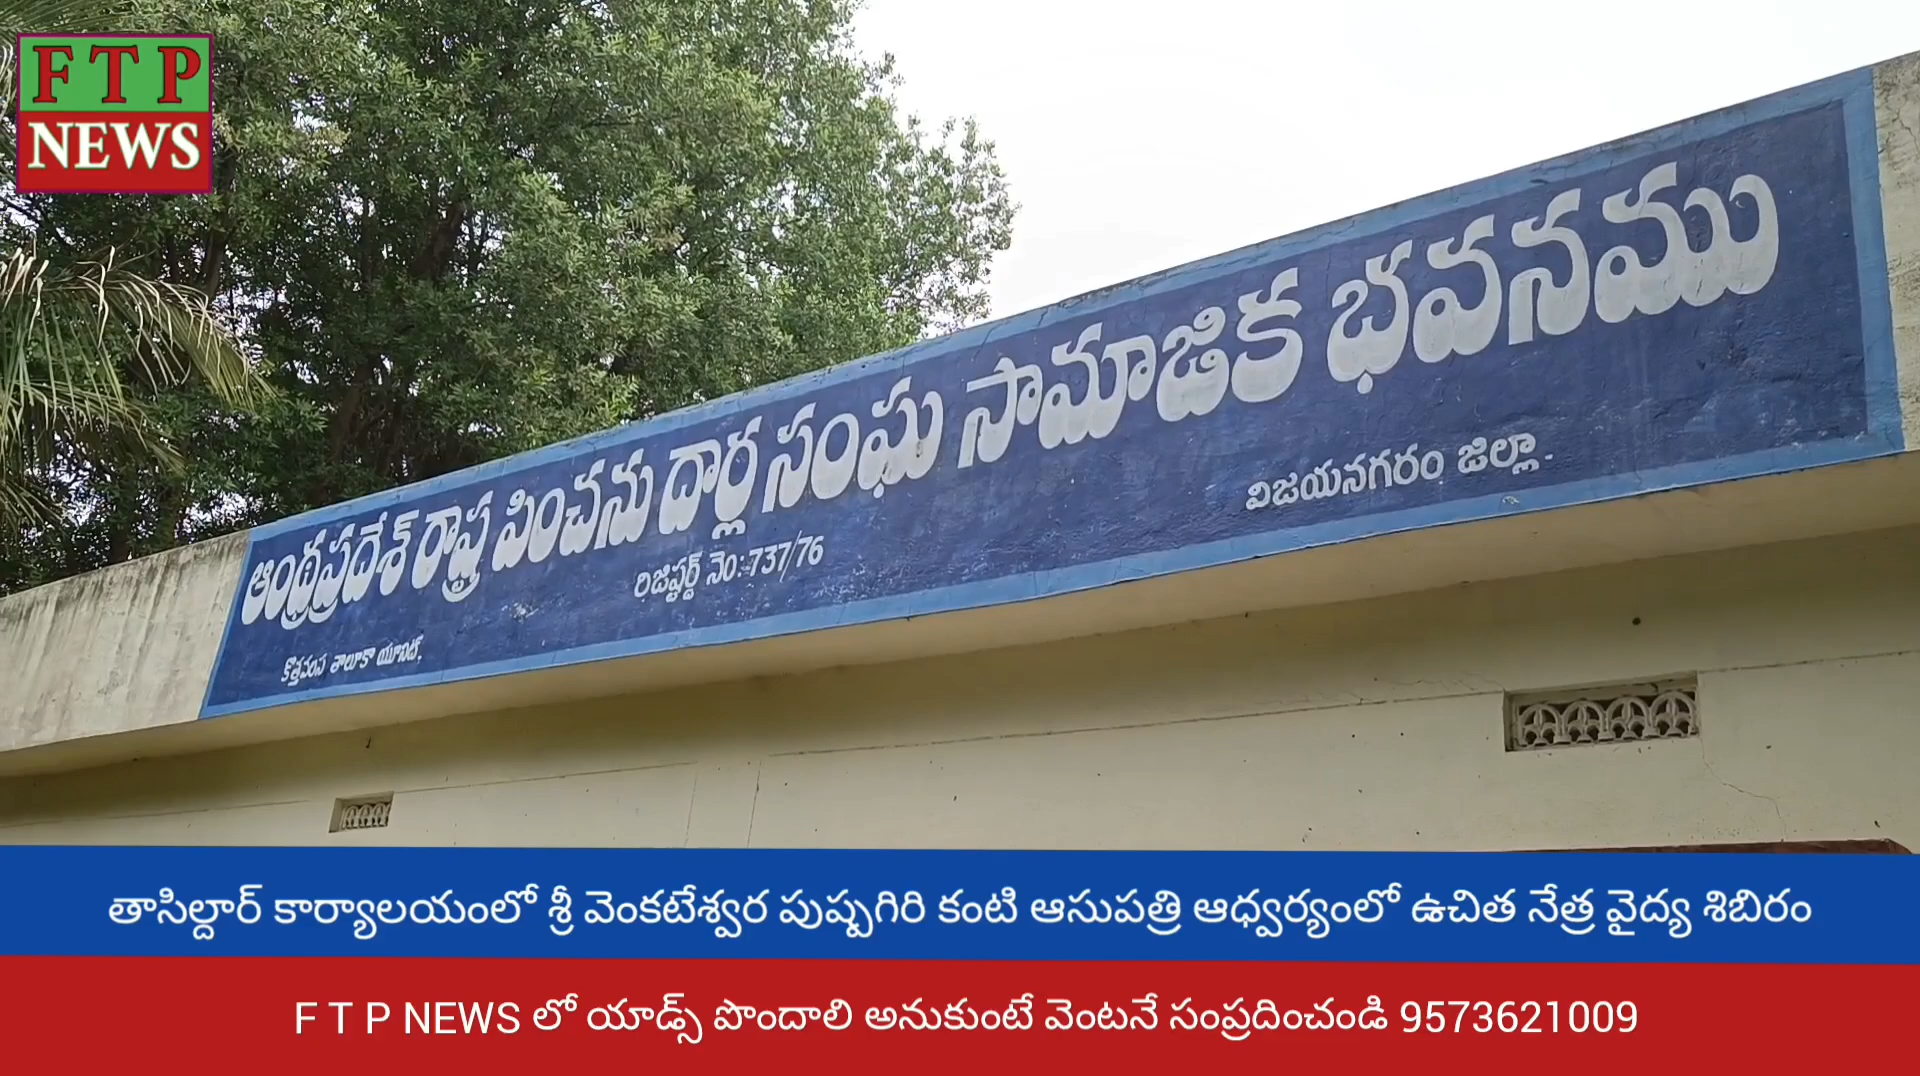 F T P
NEWS
ఆంధ్రప్రదేశ్ రాష్ట్ర పించను దార్ల సంఘ సామాజిక భవనము
రిజిష్టర్డ్ నెం:-737/76
విజయనగరం జిల్లా.
కొత్తవలస తాలూకా యూనిట్.
తాసిల్దార్ కార్యాలయంలో శ్రీ వెంకటేశ్వర పుష్పగిరి కంటి ఆసుపత్రి ఆధ్వర్యంలో ఉచిత నేత్ర వైద్య శిబిరం
F T P NEWS లో యాడ్స్ పొందాలి అనుకుంటే వెంటనే సంప్రదించండి 9573621009